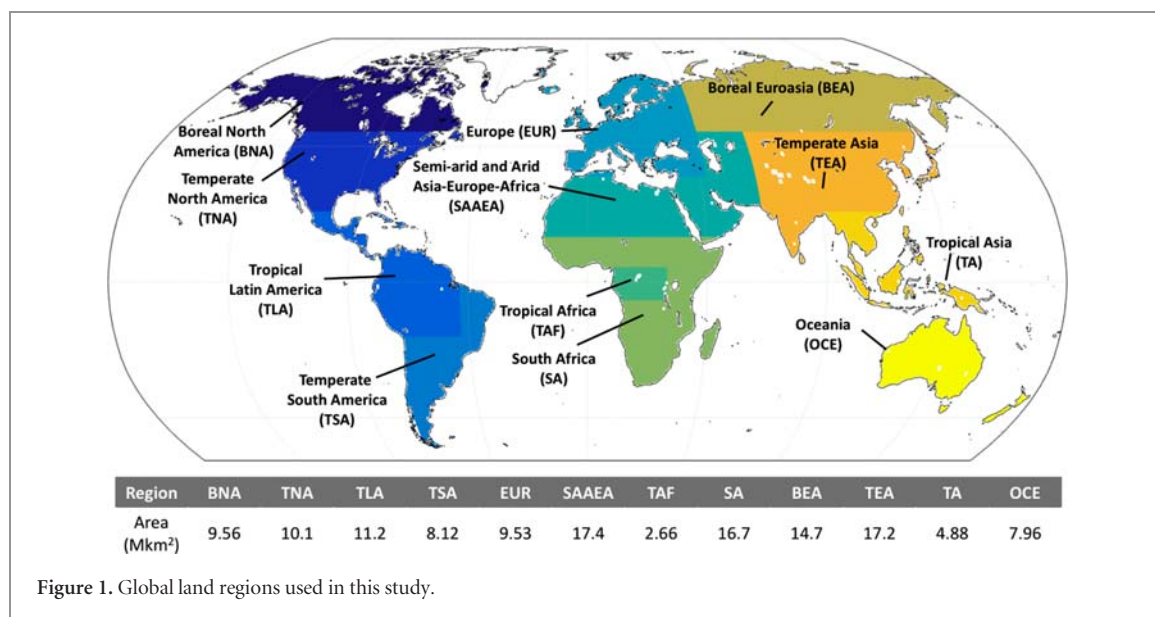 Boreal North
America (BNA)
Temperate
North America
(TNA)
Tropical
Latin America
(TLA)
Temperate
South America
(TSA)
Europe (EUR)
Semi-arid and Arid
Asia-Europe-Africa
(SAAEA)
Tropical Africa
(TAF)
South Africa
(SA)
Boreal Euroasia (BEA)
Temperate Asia
(TEA)
Tropical Asia
(TA)
Oceania
(OCE)
Region BNA TNA TLA TSA EUR SAAEA TAF SA BEA TEA TA OCE
Area
(Mkm²) 9.56 10.1 11.2 8.12 9.53 17.4 2.66 16.7 14.7 17.2 4.88 7.96
Figure 1. Global land regions used in this study.